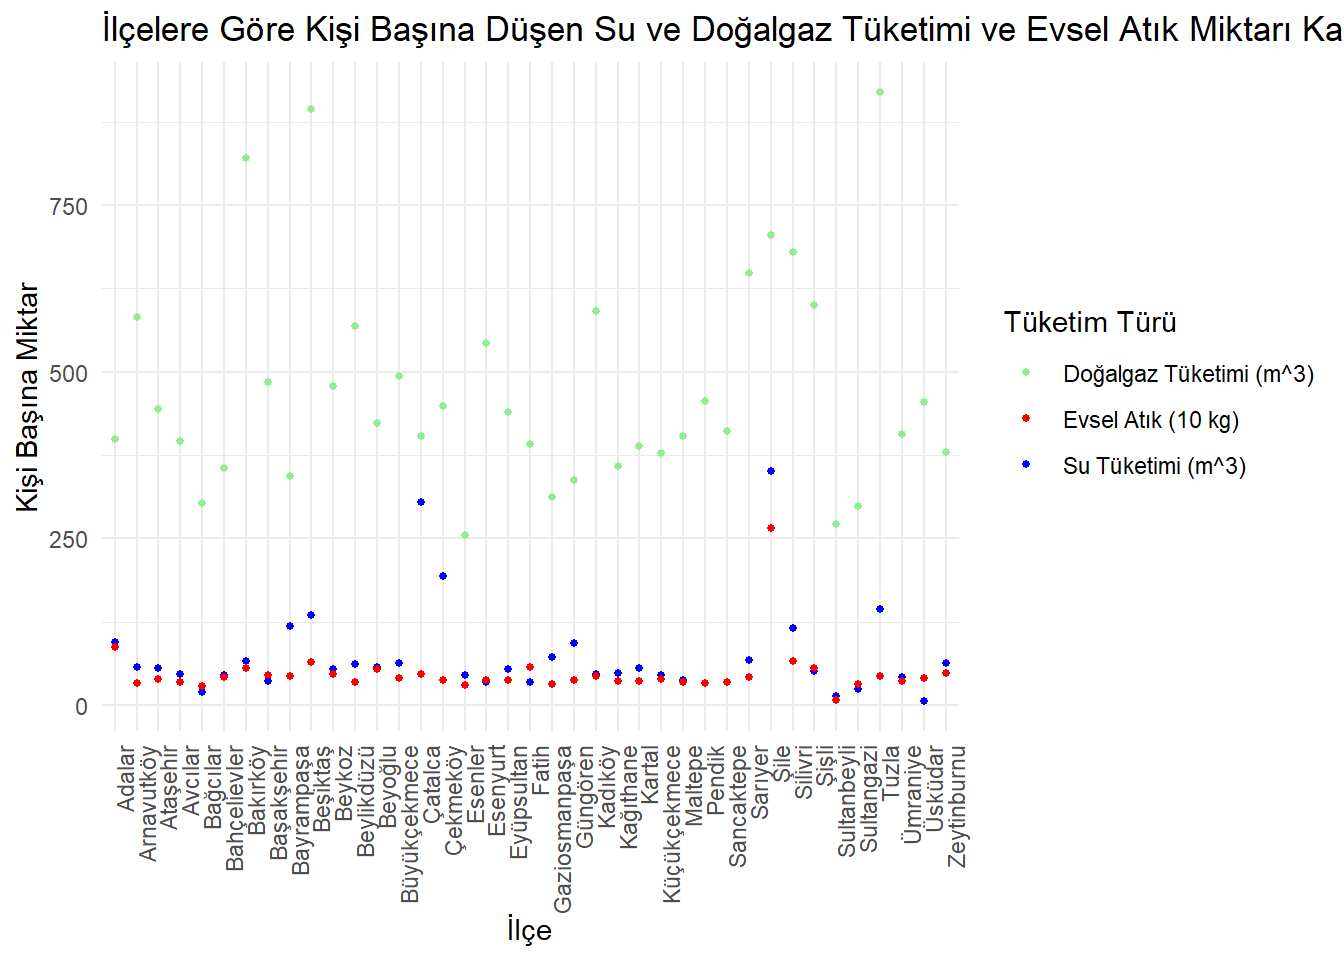 İlçelere Göre Kişi Başına Düşen Su ve Doğalgaz Tüketimi ve Evsel Atık Miktarı Ka
Kişi Başına Miktar
750
500
250
0
Adalar
Arnavutköy
Ataşehir
Avcılar
Bağcılar
Bahçelievler
Bakırköy
Başakşehir
Bayrampaşa
Beşiktaş
Beykoz
Beylikdüzü
Beyoğlu
Büyükçekmece
Çatalca
Çekmeköy
Esenler
Esenyurt
Eyüpsultan
Fatih
Gaziosmanpaşa
Güngören
Kadıköy
Kağıthane
Kartal
Küçükçekmece
Maltepe
Pendik
Sancaktepe
Sarıyer
Şile
Silivri
Şişli
Sultanbeyli
Sultangazi
Tuzla
Ümraniye
Üsküdar
Zeytinburnu
İlçe
Tüketim Türü
Doğalgaz Tüketimi (m^3)
Evsel Atık (10 kg)
Su Tüketimi (m^3)